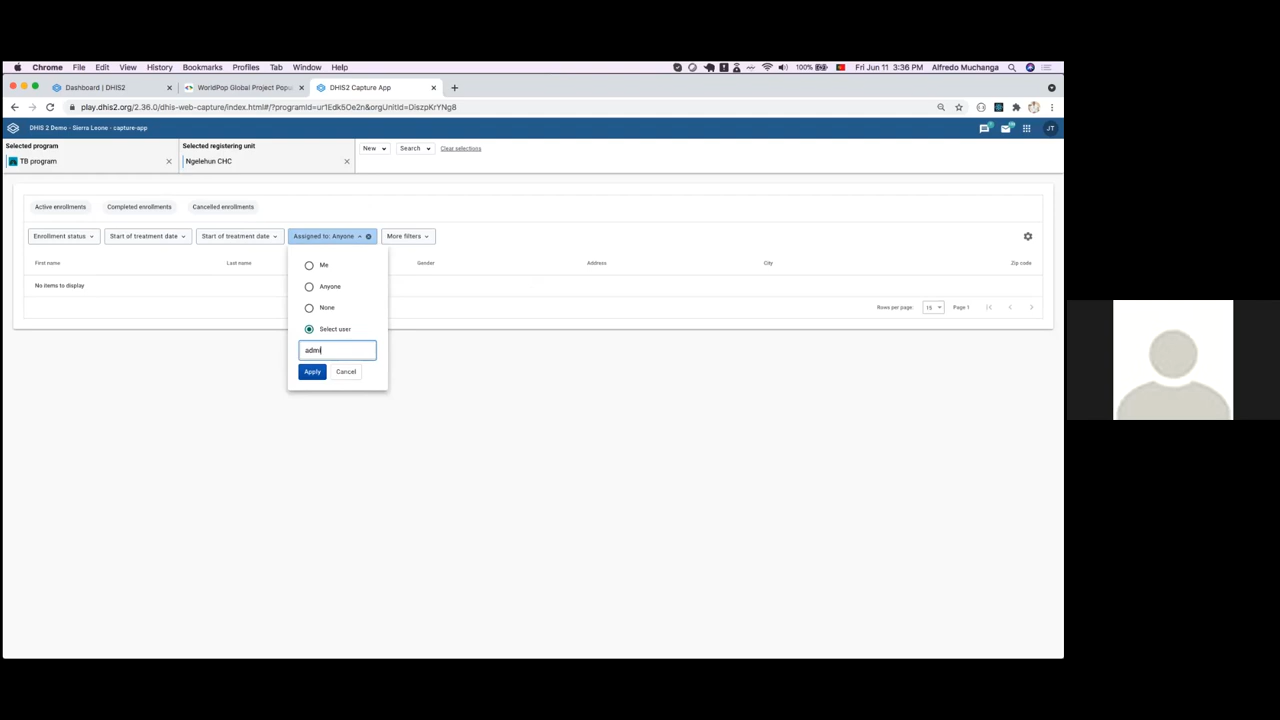 Chrome File Edit View History Bookmarks Profiles Tab Window Help 100% Fri Jun 11 3:36 PM Alfredo Muchanga
Dashboard | DHIS2 WorldPop Global Project Popu DHIS2 Capture App
play.dhis2.org/2.36.0/dhis-web-capture/index.html#/?programId=ur1Edk5Oe2n&orgUnitId=DiszpKrYNg8
DHIS 2 Demo - Sierra Leone - capture-app JT
Selected program Selected registering unit New Search Clear selections
TB program Ngelehun CHC
Active enrollments Completed enrollments Cancelled enrollments
Enrollment status Start of treatment date Start of treatment date Assigned to: Anyone More filters
First name Last name Gender Address City Zip code
Me
No items to display Anyone
None Rows per page: 15 Page 1
Select user
admi
Apply Cancel